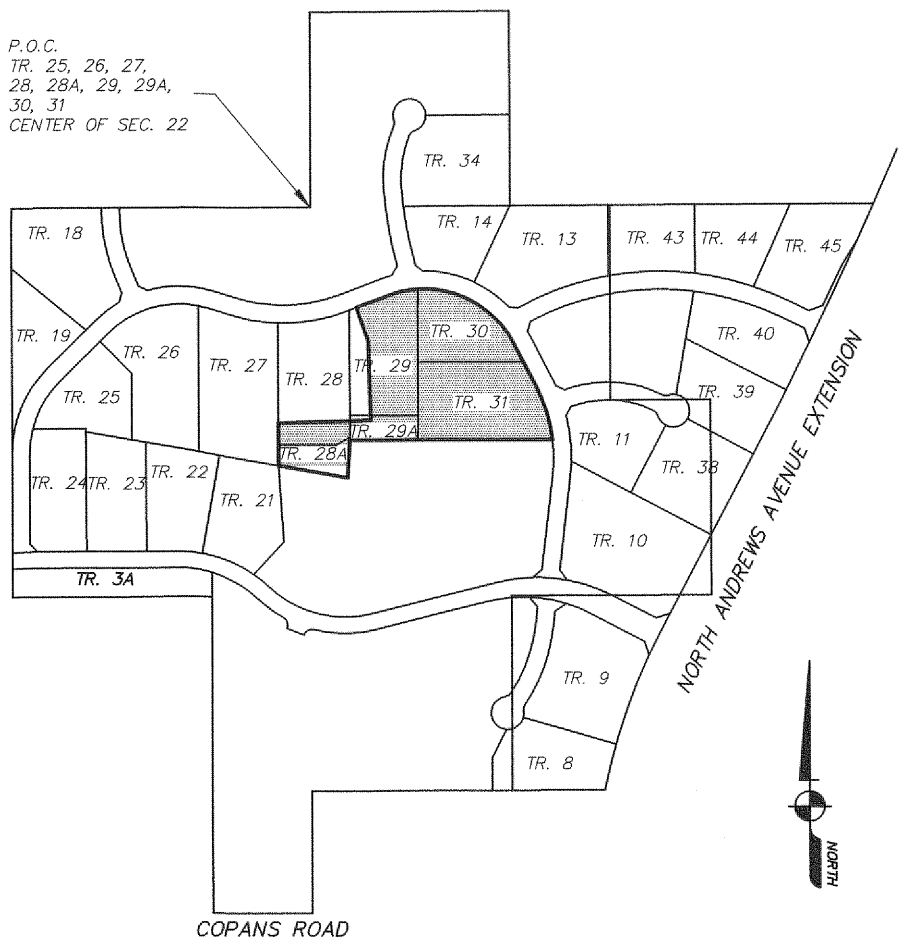 P.O.C.
TR. 25, 26, 27,
28, 28A, 29, 29A,
30, 31
CENTER OF SEC. 22
TR. 34
TR. 18
TR. 14
TR. 13
TR. 43
TR. 44
TR. 45
TR. 19
TR. 26
TR. 27
TR. 28
TR. 29
TR. 30
TR. 40
TR. 25
TR. 31
TR. 39
TR. 29A
TR. 28A
TR. 11
TR. 38
TR. 24
TR. 23
TR. 22
TR. 21
TR. 10
TR. 3A
NORTH ANDREWS AVENUE EXTENSION
TR. 9
TR. 8
NORTH
COPANS ROAD